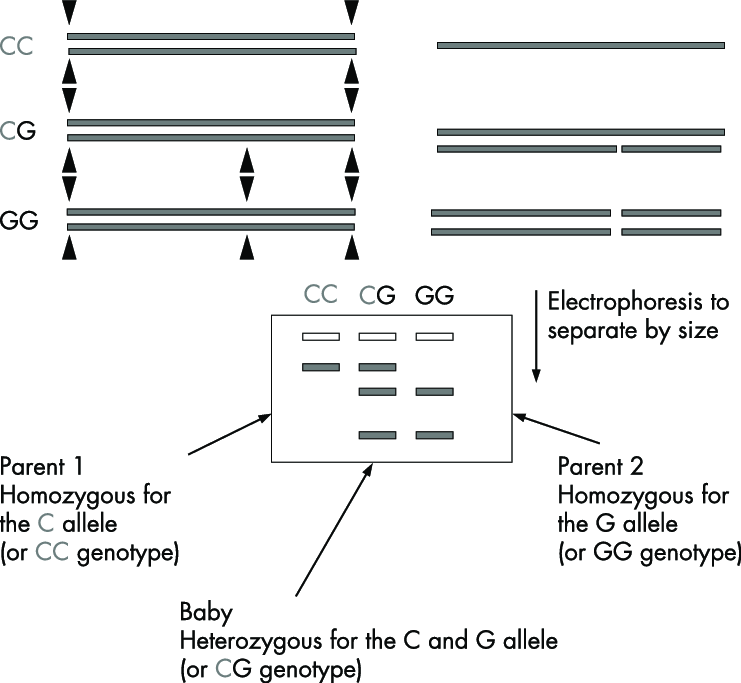 CC
CG
GG
CC CG GG
Electrophoresis to
separate by size
Parent 1
Homozygous for
the C allele
(or CC genotype)
Parent 2
Homozygous for
the G allele
(or GG genotype)
Baby
Heterozygous for the C and G allele
(or CG genotype)